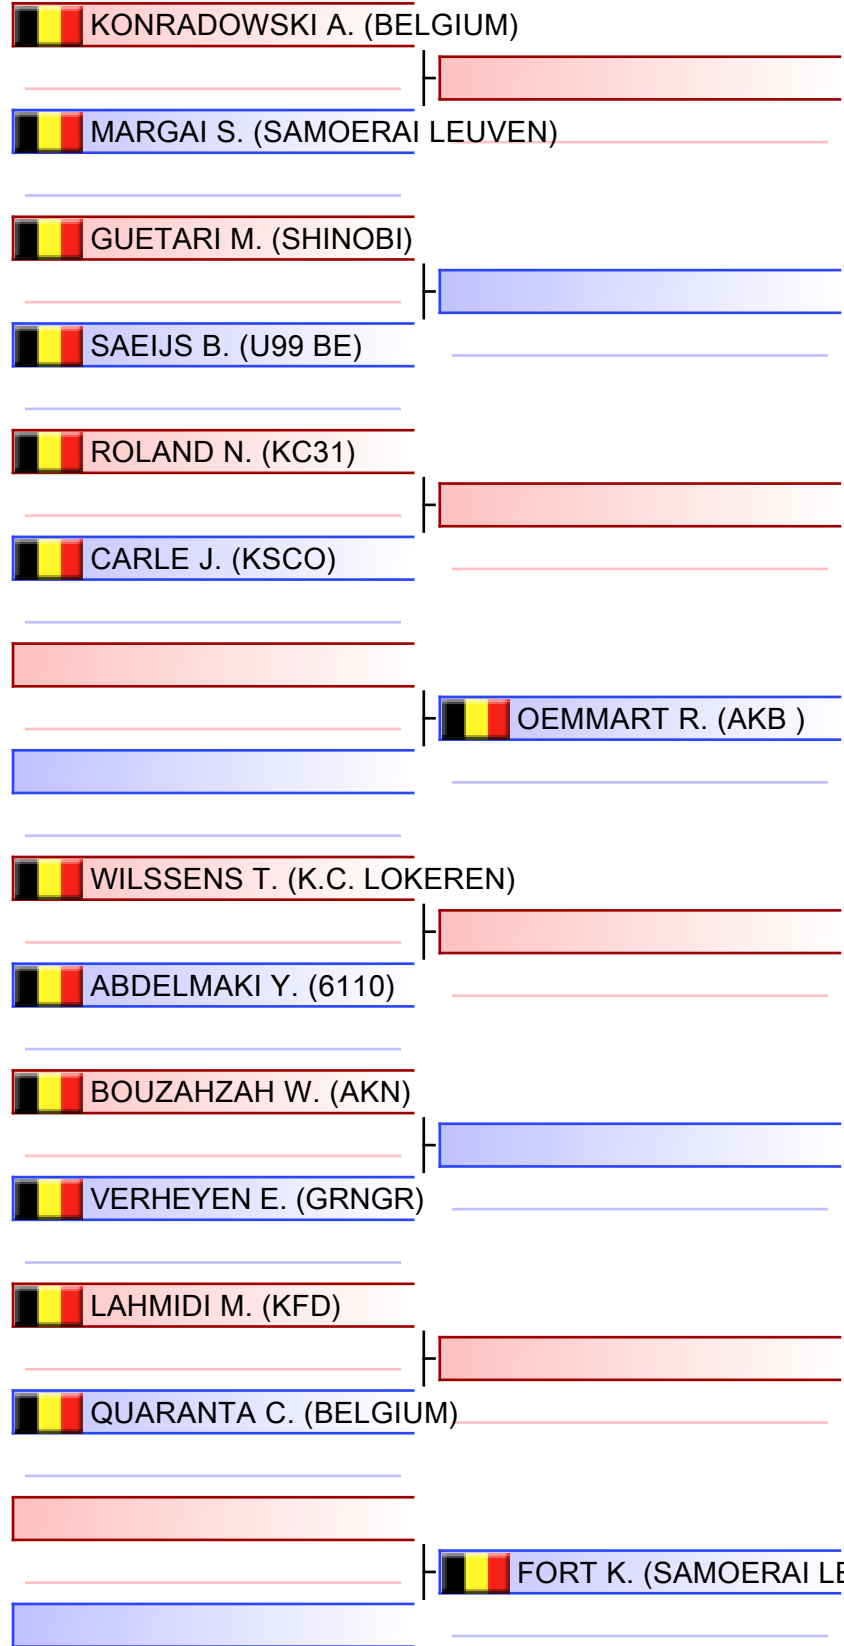 KONRADOWSKI A. (BELGIUM)
MARGAI S. (SAMOERAI LEUVEN)
GUETARI M. (SHINOBI)
SAEIJS B. (U99 BE)
ROLAND N. (KC31)
CARLE J. (KSCO)
OEMMART R. (AKB )
WILSSENS T. (K.C. LOKEREN)
ABDELMAKI Y. (6110)
BOUZAHZAH W. (AKN)
VERHEYEN E. (GRNGR)
LAHMIDI M. (KFD)
QUARANTA C. (BELGIUM)
FORT K. (SAMOERAI LE